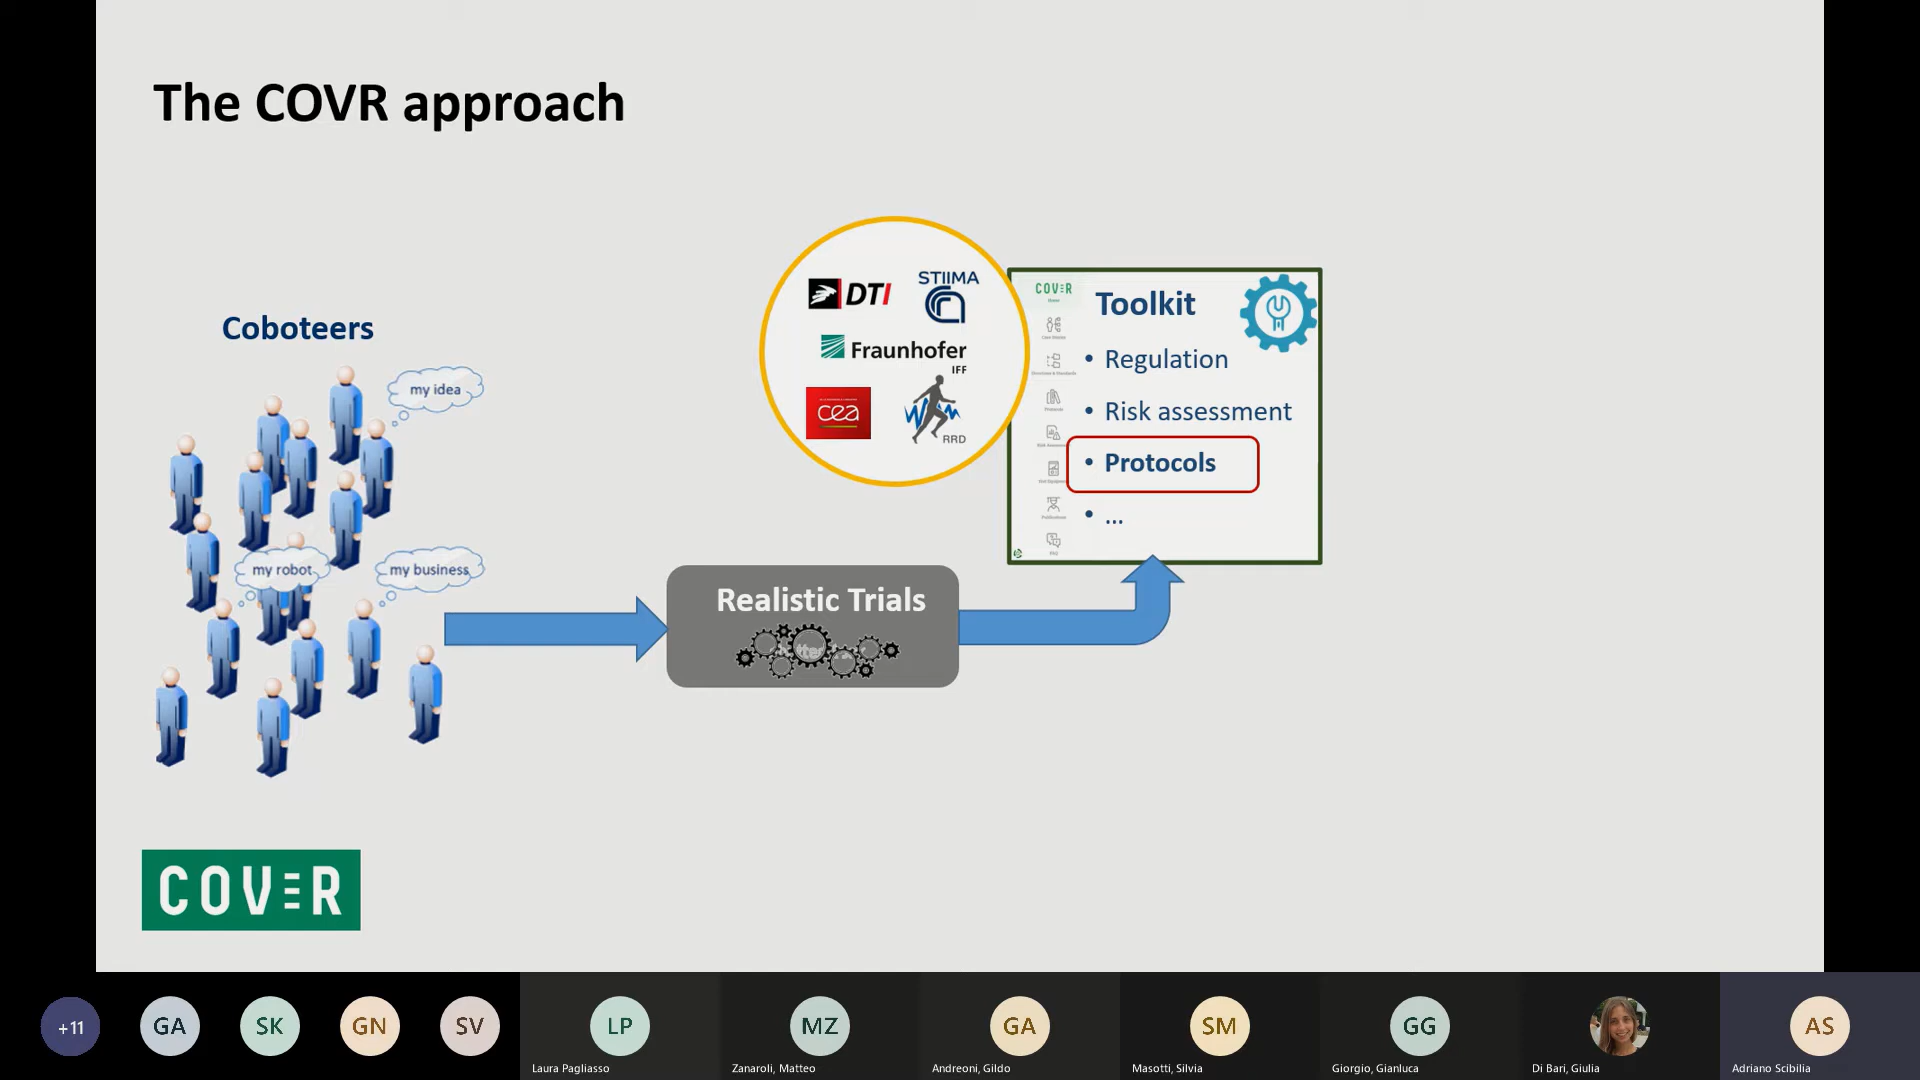 The COVR approach
Coboteers
my idea
my robot
my business
DTI
STIIMA
Fraunhofer
IFF
cea
RRD
Realistic Trials
COVR
Toolkit
• Regulation
• Risk assessment
• Protocols
• ...
COVR
+11
GA
SK
GN
SV
LP
MZ
GA
SM
GG
AS
Laura Pagliasso
Zanaroli, Matteo
Andreoni, Gildo
Masotti, Silvia
Giorgio, Gianluca
Di Bari, Giulia
Adriano Scibilia